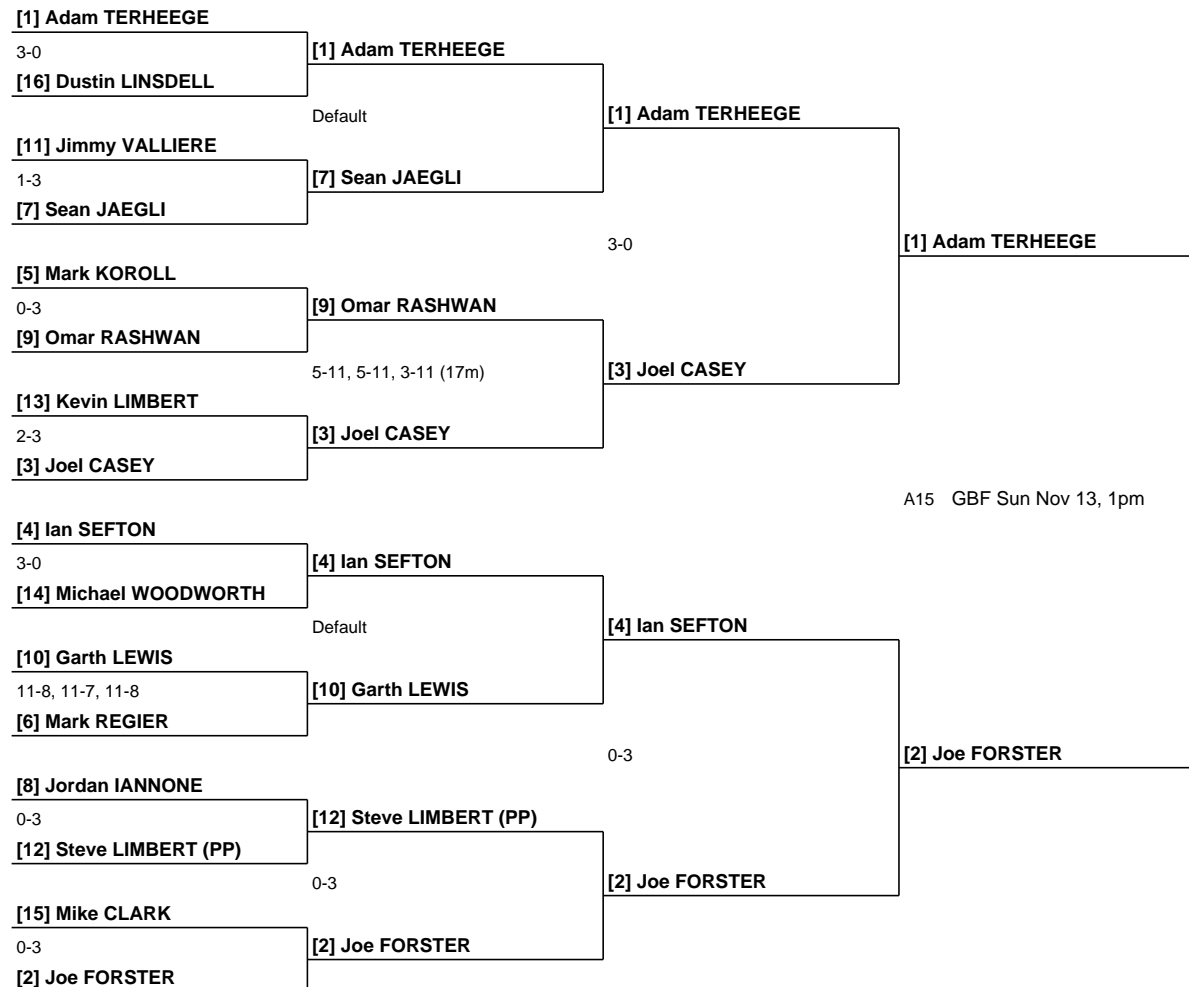 [1] Adam TERHEEGE
3-0
[1] Adam TERHEEGE
[16] Dustin LINSDELL
Default
[1] Adam TERHEEGE
[11] Jimmy VALLIERE
1-3
[7] Sean JAEGLI
[7] Sean JAEGLI
3-0
[1] Adam TERHEEGE
[5] Mark KOROLL
0-3
[9] Omar RASHWAN
[9] Omar RASHWAN
5-11, 5-11, 3-11 (17m)
[3] Joel CASEY
[13] Kevin LIMBERT
2-3
[3] Joel CASEY
[3] Joel CASEY
A15 GBF Sun Nov 13, 1pm
[4] Ian SEFTON
3-0
[4] Ian SEFTON
[14] Michael WOODWORTH
Default
[4] Ian SEFTON
[10] Garth LEWIS
11-8, 11-7, 11-8
[10] Garth LEWIS
[6] Mark REGIER
0-3
[2] Joe FORSTER
[8] Jordan IANNONE
0-3
[12] Steve LIMBERT (PP)
[12] Steve LIMBERT (PP)
0-3
[2] Joe FORSTER
[15] Mike CLARK
0-3
[2] Joe FORSTER
[2] Joe FORSTER